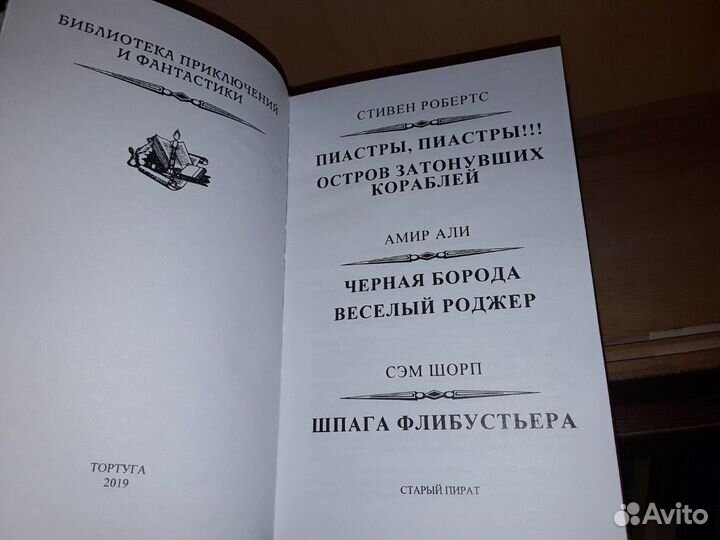 БИБЛИОТЕКА ПРИКЛЮЧЕНИЙ
И ФАНТАСТИКИ
ТОРТУГА
2019
СТИВЕН РОБЕРТС
ПИАСТРЫ, ПИАСТРЫ!!!
ОСТРОВ ЗАТОНУВШИХ
КОРАБЛЕЙ
АМИР АЛИ
ЧЕРНАЯ БОРОДА
ВЕСЕЛЫЙ РОДЖЕР
СЭМ ШОРП
ШПАГА ФЛИБУСТЬЕРА
СТАРЫЙ ПИРАТ
Avito